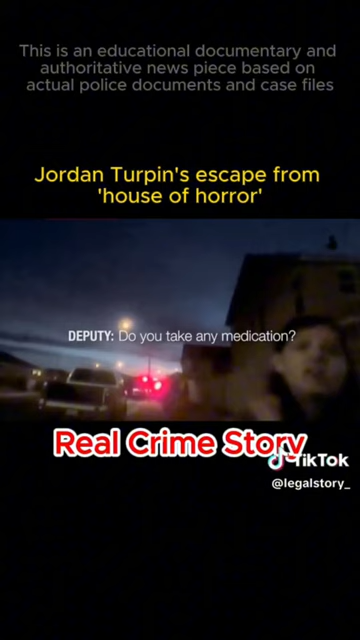 This is an educational documentary and
authoritative news piece based on
actual police documents and case files
Jordan Turpin's escape from
'house of horror'
DEPUTY: Do you take any medication?
Real Crime Story
TikTok
@legalstory_